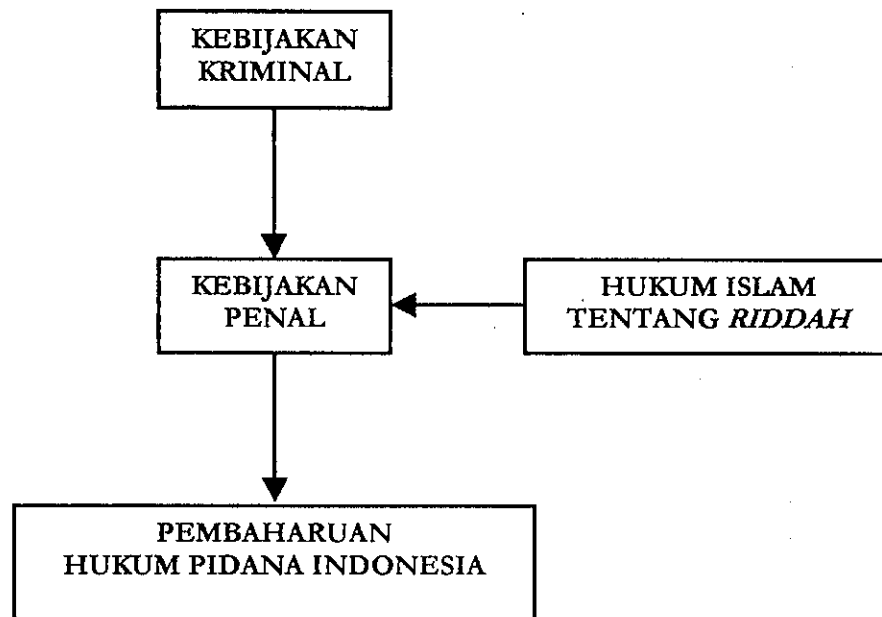 KEBIJAKAN
KRIMINAL
KEBIJAKAN
PENAL
HUKUM ISLAM
TENTANG RIDDAH
PEMBAHARUAN
HUKUM PIDANA INDONESIA